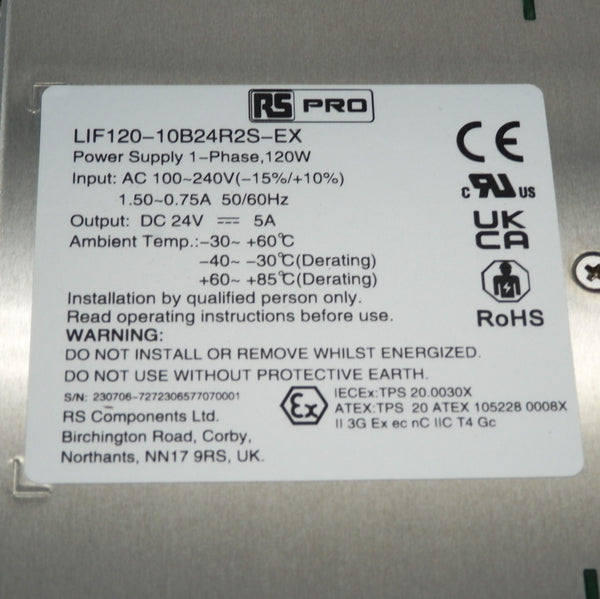 RS PRO
LIF120-10B24R2S-EX
Power Supply 1-Phase,120W
Input: AC 100~240V(-15%/+10%)
1.50~0.75A 50/60Hz
Output: DC 24V ⎓ 5A
Ambient Temp.:-30~ +60℃
-40~ -30℃(Derating)
+60~ +85℃(Derating)
Installation by qualified person only.
Read operating instructions before use.
WARNING:
DO NOT INSTALL OR REMOVE WHILST ENERGIZED.
DO NOT USE WITHOUT PROTECTIVE EARTH.
S/N: 230706-7272306577070001
RS Components Ltd.
Birchington Road, Corby,
Northants, NN17 9RS, UK.
CE
c RU us
UK
CA
RoHS
Ex
IECEx:TPS 20.0030X
ATEX:TPS 20 ATEX 105228 0008X
II 3G Ex ec nC IIC T4 Gc